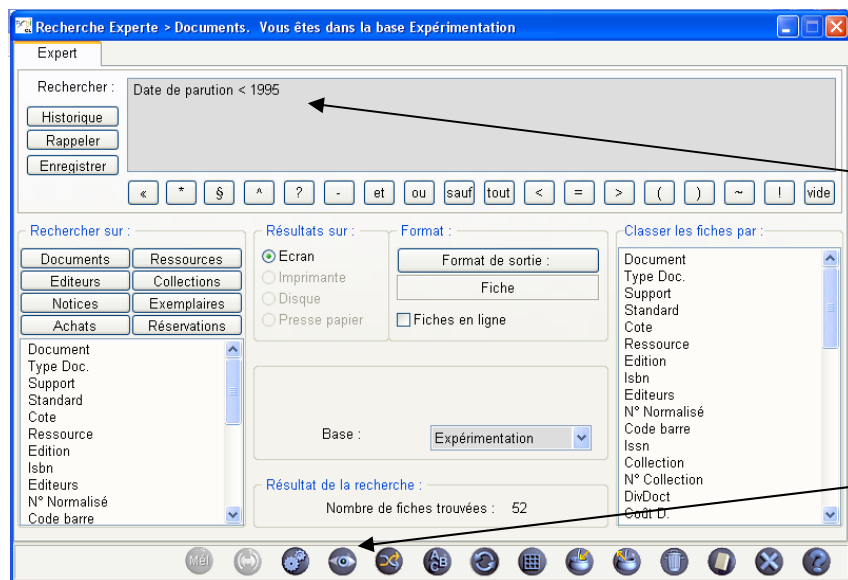 Recherche Experte > Documents. Vous êtes dans la base Expérimentation
Expert
Rechercher :
Date de parution < 1995
Historique
Rappeler
Enregistrer
« * § ^ ? - et ou sauf tout < = > ( ) ~ ! vide
Rechercher sur :
Documents Ressources
Editeurs Collections
Notices Exemplaires
Achats Réservations
Document
Type Doc.
Support
Standard
Cote
Ressource
Edition
Isbn
Editeurs
N° Normalisé
Code barre
Résultats sur :
Ecran
Imprimante
Disque
Presse papier
Format :
Format de sortie :
Fiche
Fiches en ligne
Base : Expérimentation
Résultat de la recherche :
Nombre de fiches trouvées : 52
Classer les fiches par :
Document
Type Doc.
Support
Standard
Cote
Ressource
Edition
Isbn
Editeurs
N° Normalisé
Code barre
Issn
Collection
N° Collection
DivDoct
Coût D.
Mél